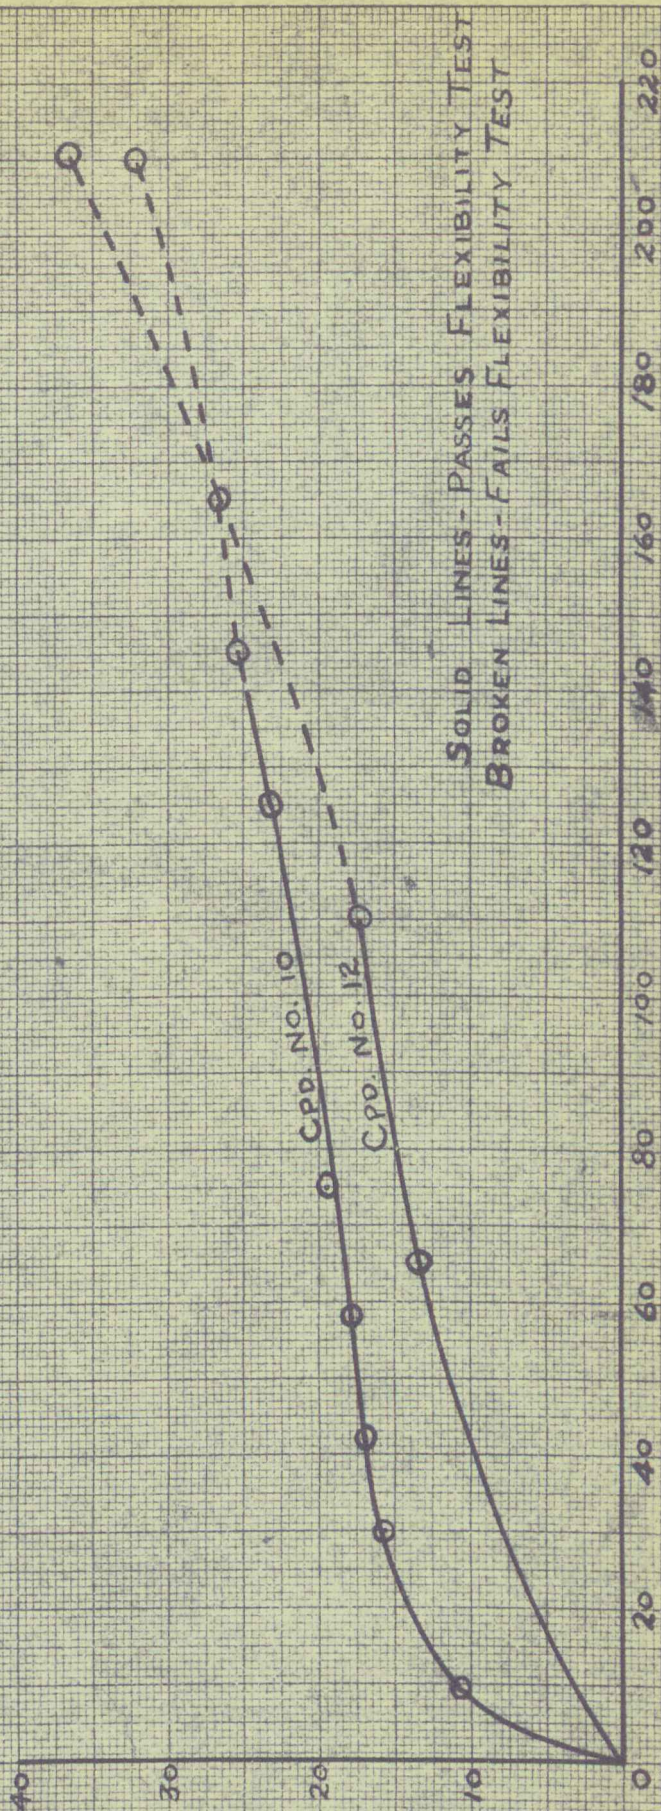 SOLID LINES-PASSES FLEXIBILITY TEST
BROKEN LINES-FAILS FLEXIBILITY TEST
CPD. NO. 10
CPD. NO. 12
40
30
20
10
0 20 40 60 80 100 120 140 160 180 200 220